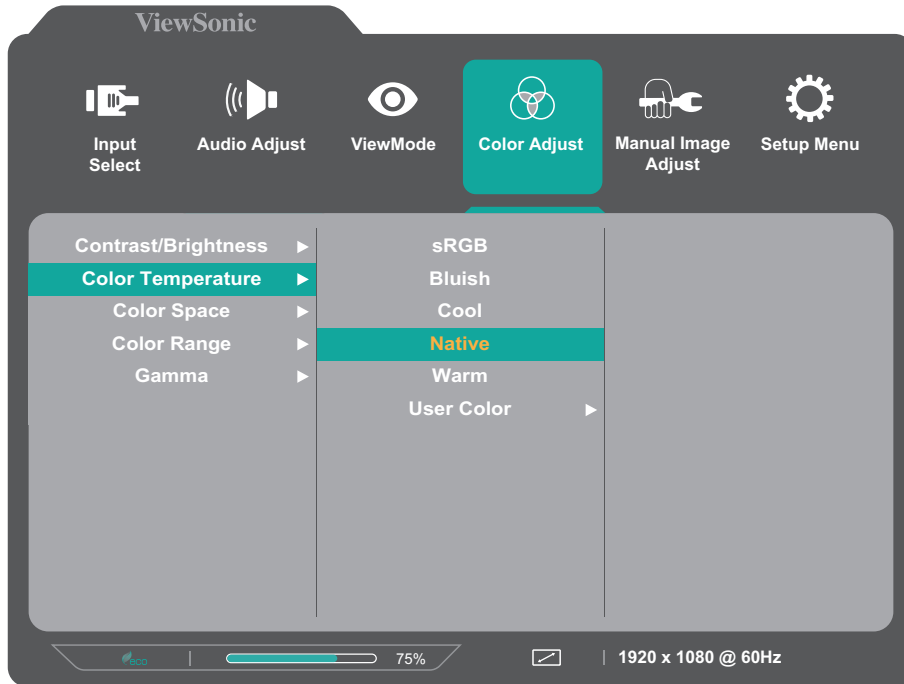 ViewSonic
Input Select
Audio Adjust
ViewMode
Color Adjust
Manual Image Adjust
Setup Menu
Contrast/Brightness
Color Temperature
Color Space
Color Range
Gamma
sRGB
Bluish
Cool
Native
Warm
User Color
eco
75%
1920 x 1080 @ 60Hz